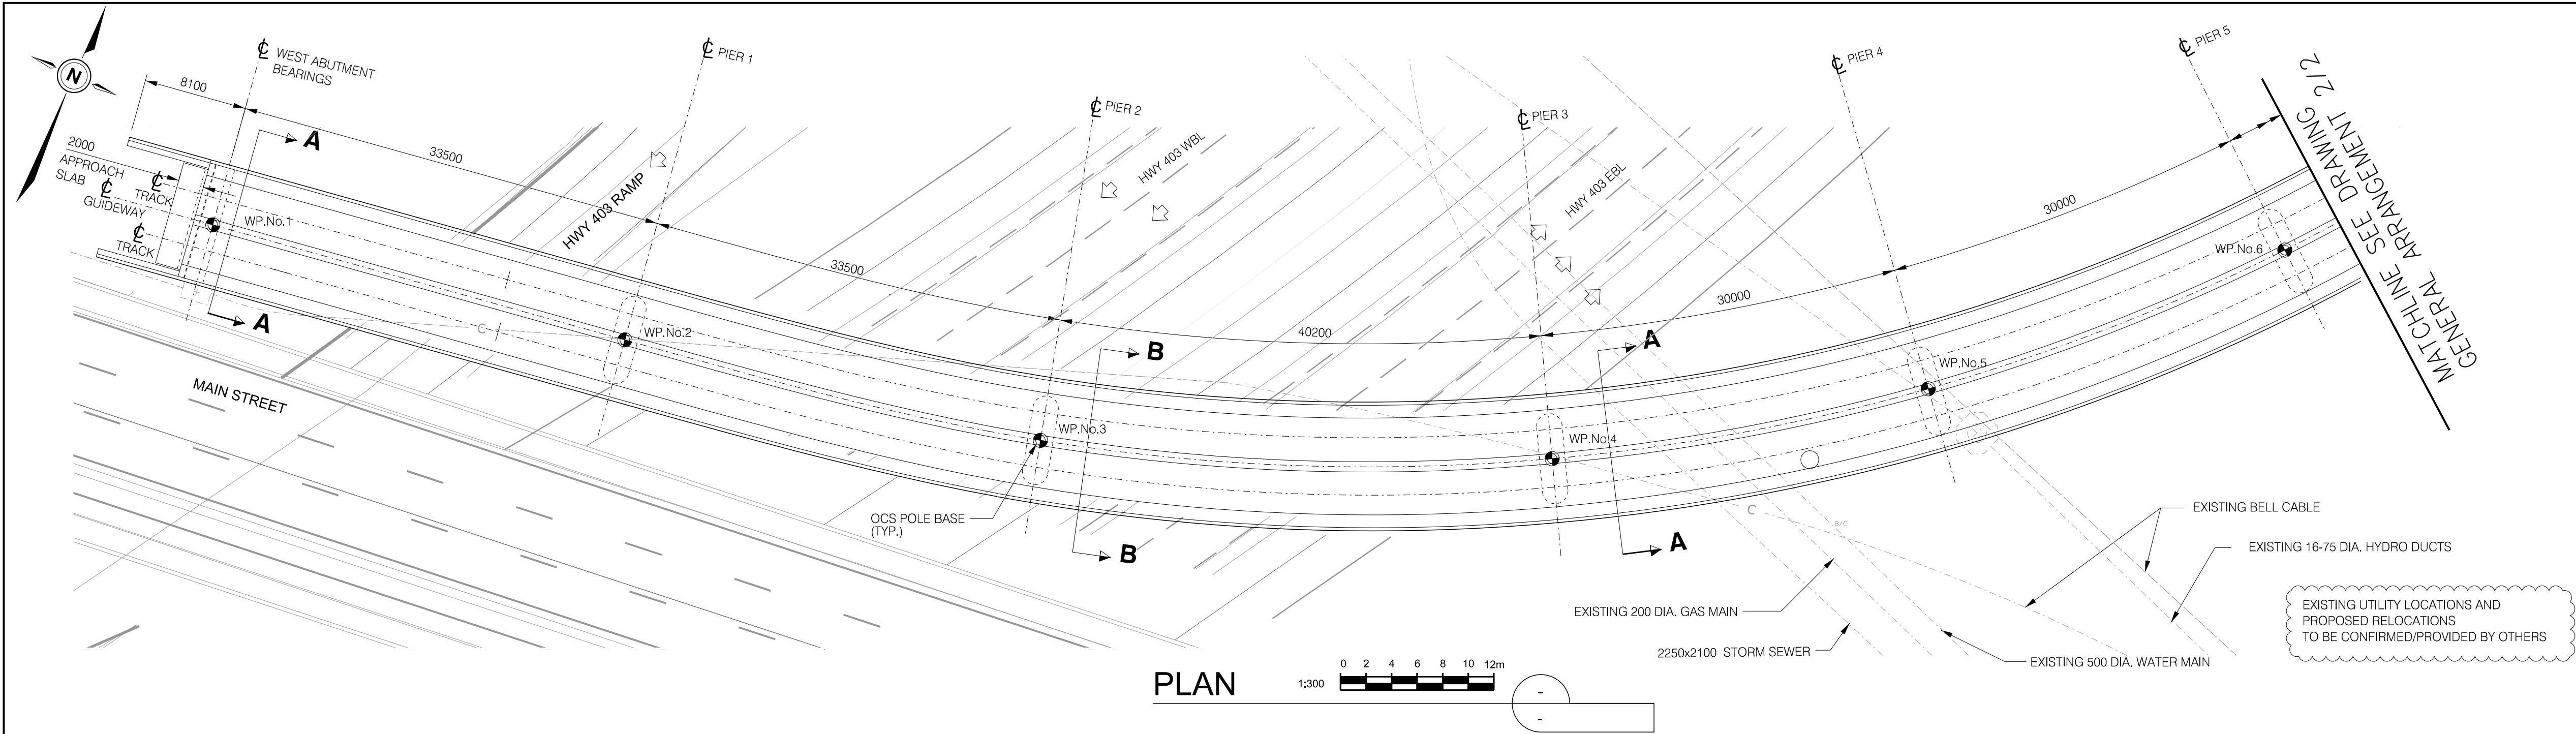 N
℄ WEST ABUTMENT
BEARINGS
8100
33500
2000
APPROACH
SLAB
℄
TRACK
℄
GUIDEWAY
℄
TRACK
WP.No.1
A
A
HWY 403 RAMP
℄ PIER 1
33500
C
WP.No.2
MAIN STREET
℄ PIER 2
HWY 403 WBL
WP.No.3
B
B
OCS POLE BASE
(TYP.)
40200
℄ PIER 3
HWY 403 EBL
WP.No.4
A
A
30000
℄ PIER 4
WP.No.5
30000
℄ PIER 5
WP.No.6
MATCHLINE SEE DRAWING 2/2
GENERAL ARRANGEMENT
C
B/C
EXISTING BELL CABLE
EXISTING 16-75 DIA. HYDRO DUCTS
EXISTING 200 DIA. GAS MAIN
2250x2100 STORM SEWER
EXISTING 500 DIA. WATER MAIN
EXISTING UTILITY LOCATIONS AND
PROPOSED RELOCATIONS
TO BE CONFIRMED/PROVIDED BY OTHERS
PLAN
1:300
0 2 4 6 8 10 12m
-
-